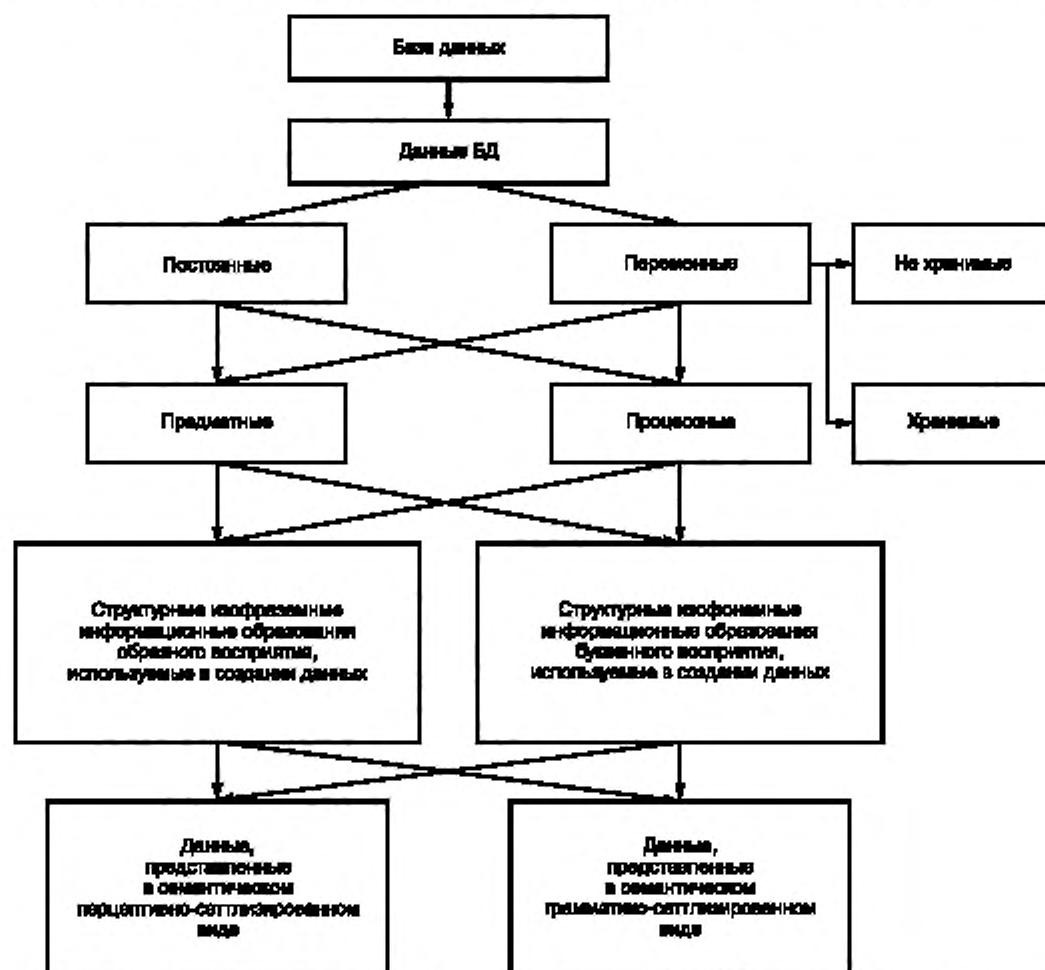 База данных
Данные БД
Постоянные
Переменные
Не хранимые
Предметные
Процессные
Хранимые
Структурные изофраземные
информационные образования
образного восприятия,
используемые в создании данных
Структурные изофонемные
информационные образования
буквенного восприятия,
используемые в создании данных
Данные,
представленные
в семантическом
перцептивно-сеттлизированном
виде
Данные,
представленные
в семантическом
грамматико-сеттлизированном
виде